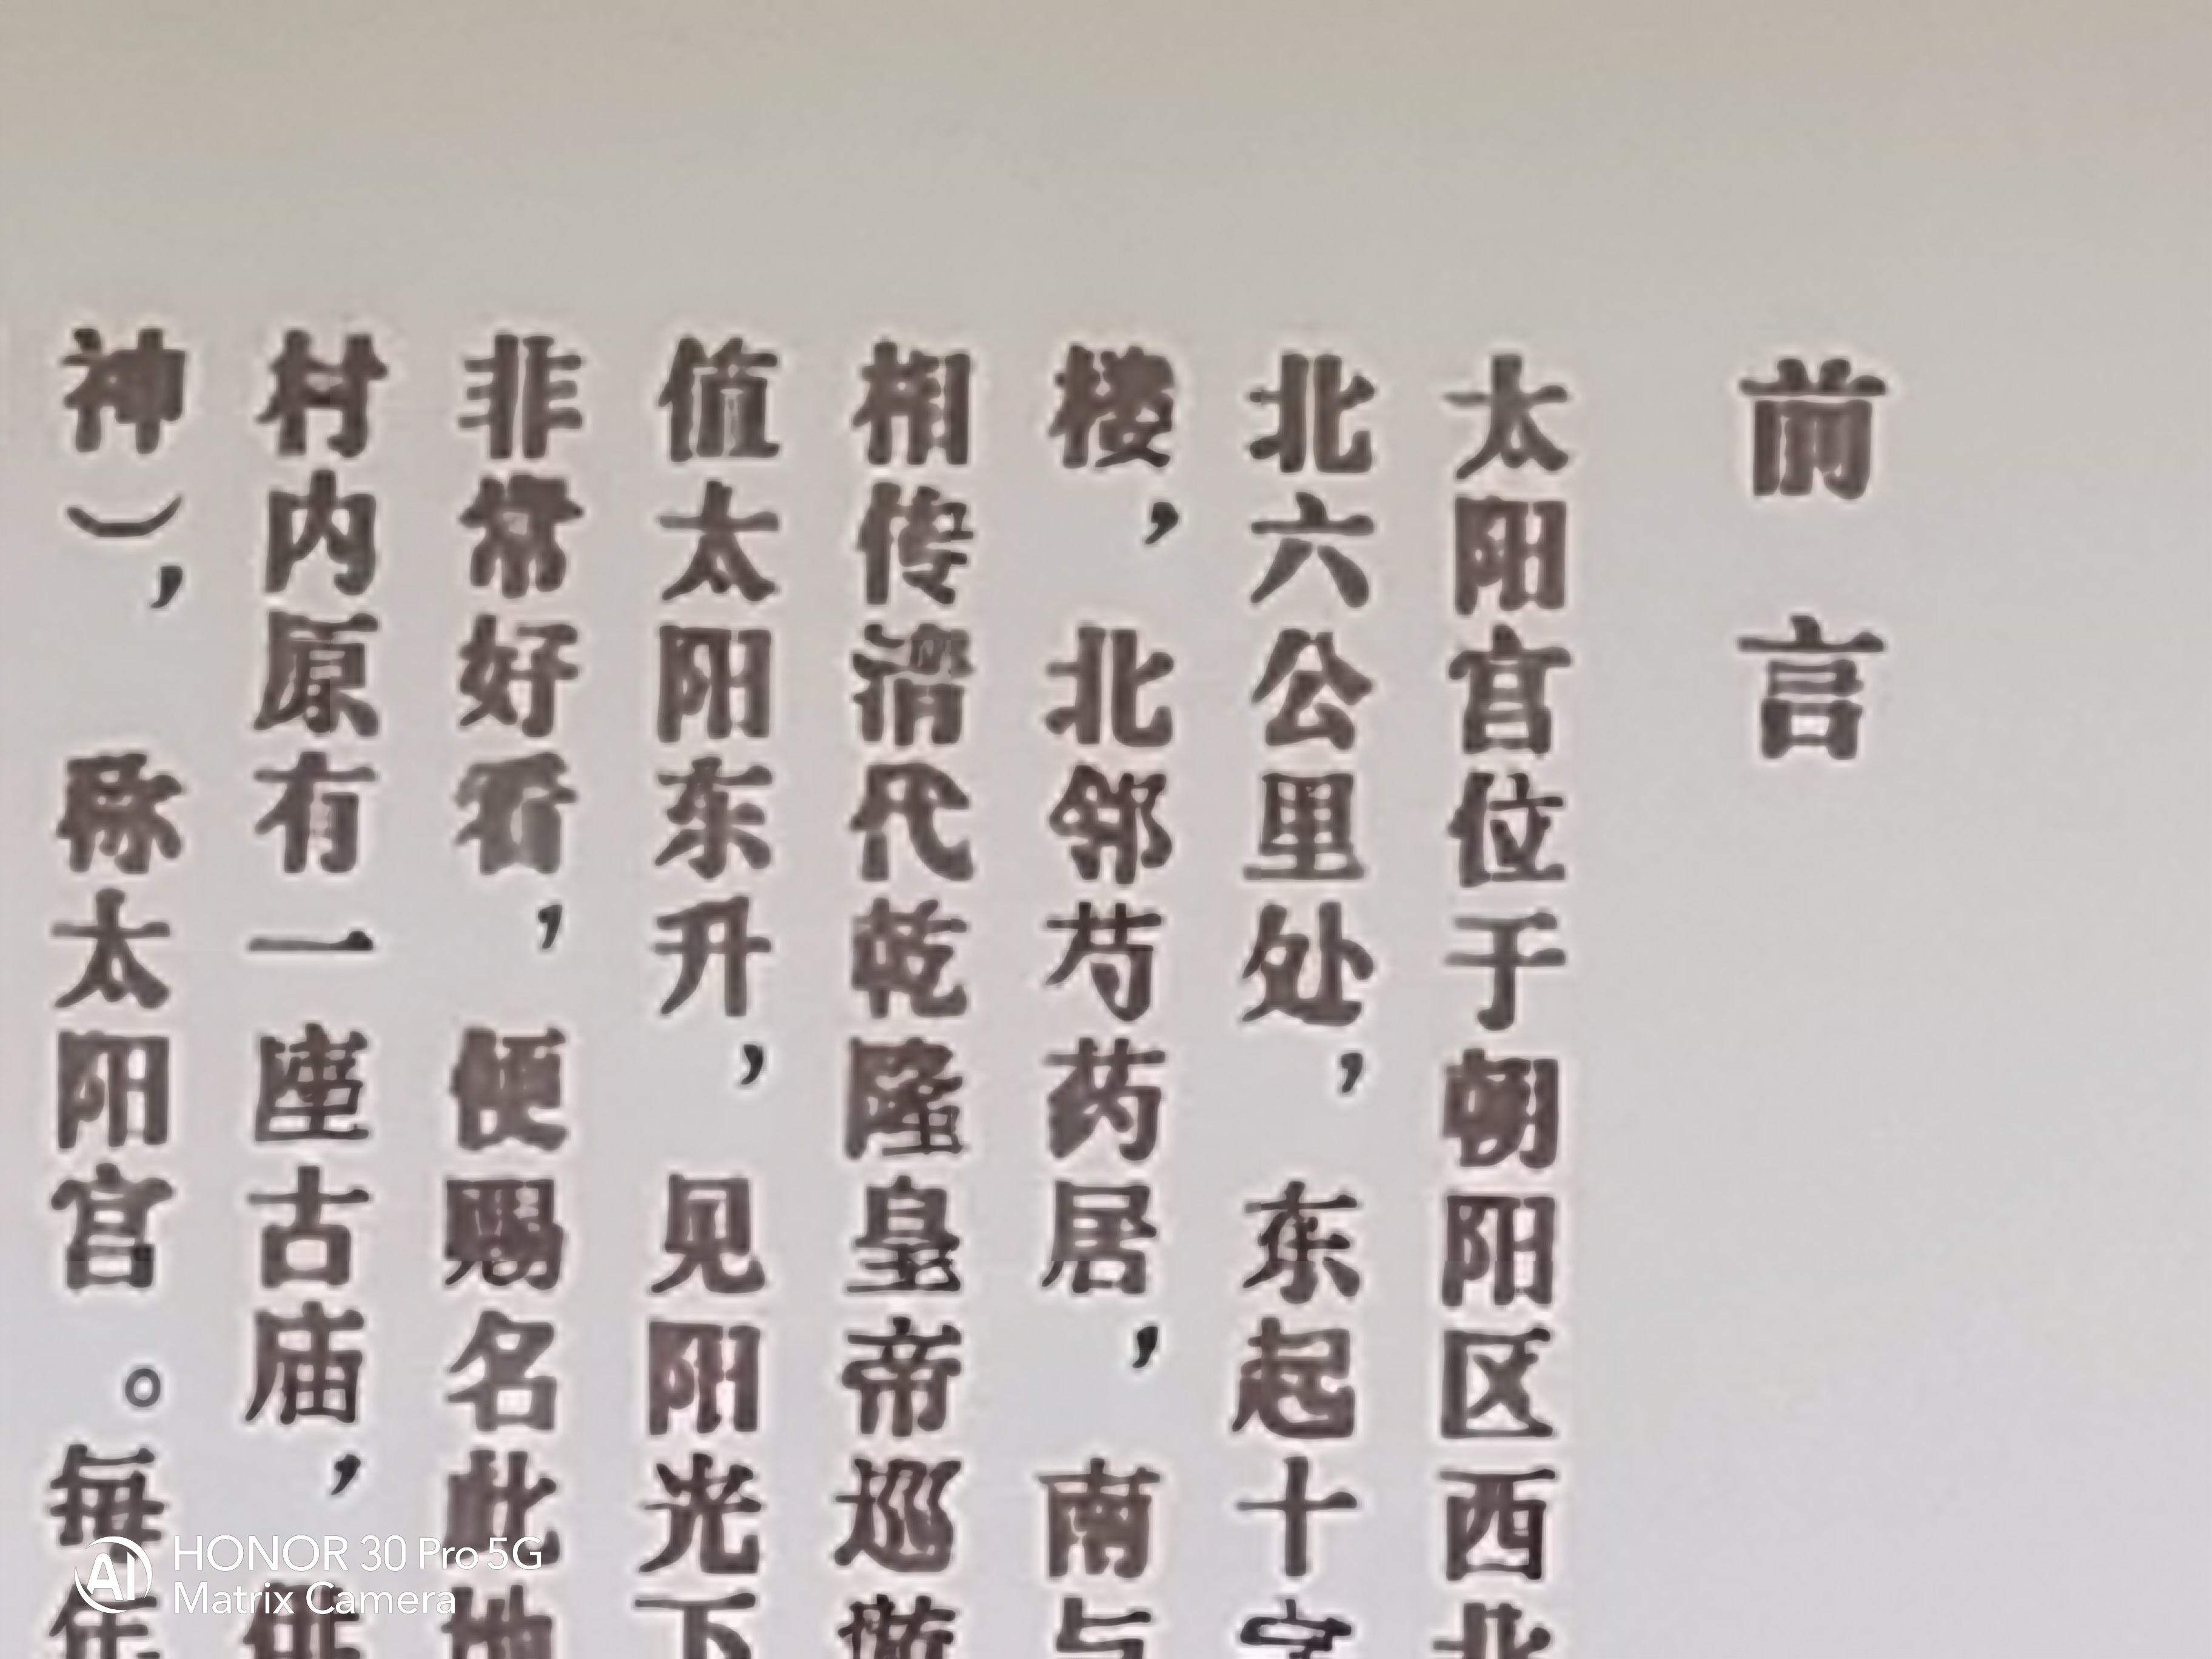 前言
太阳宫位于朝阳区西北
北六公里处，东起十字
楼，北邻芍药居，南与
相传清代乾隆皇帝巡游
值太阳东升，见阳光下
非常好看，便赐名此地
村内原有一座古庙，
神），称太阳宫。每年
HONOR 30 Pro 5G
Matrix Camera
AI